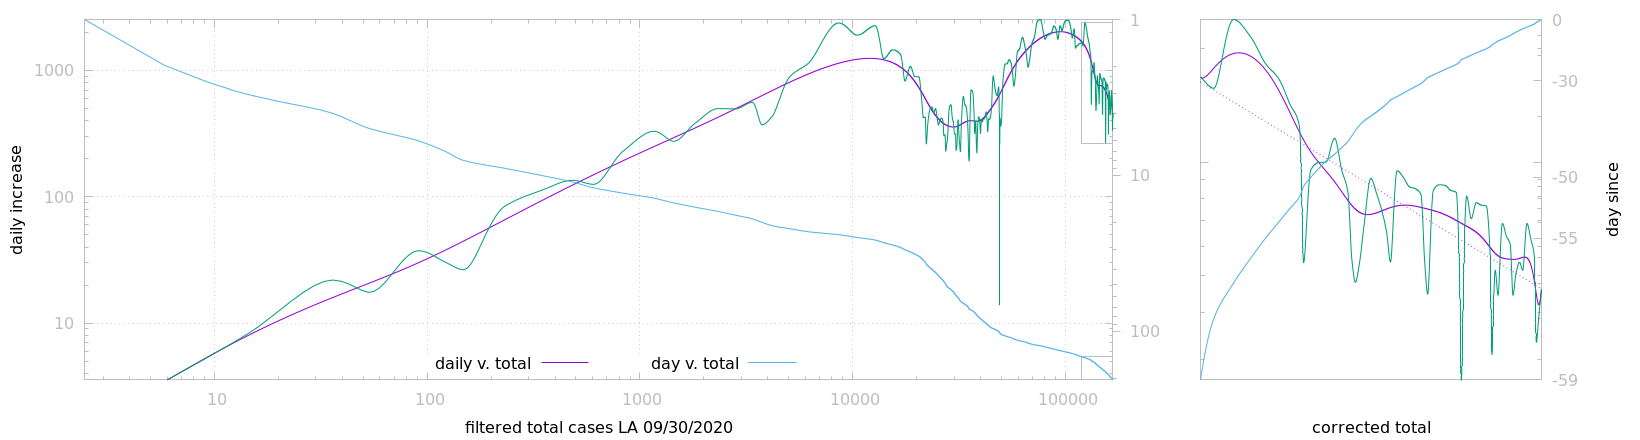 daily increase
1000
100
10
daily v. total
day v. total
10
100
1000
10000
100000
filtered total cases LA 09/30/2020
1
10
100
0
-30
-50
-55
-59
day since
corrected total